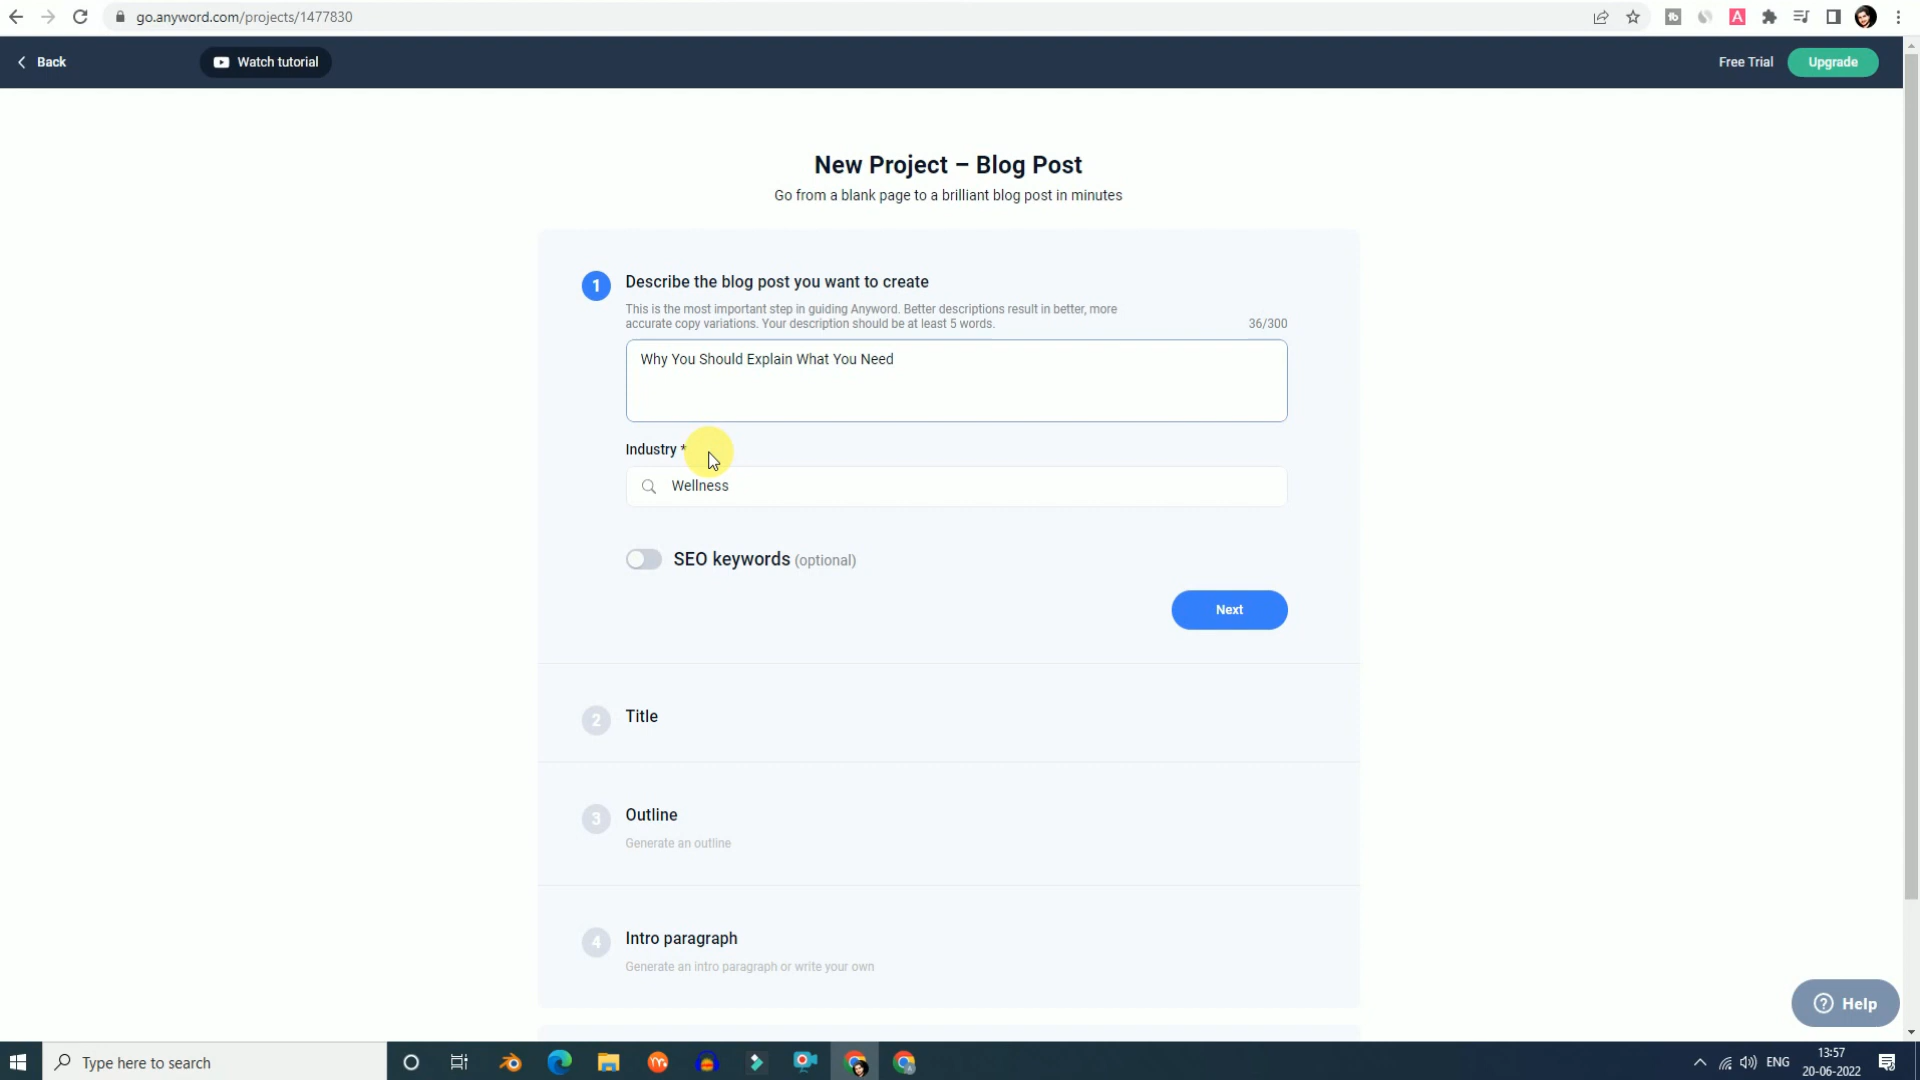 go.anyword.com/projects/1477830
Back
Watch tutorial
Free Trial
Upgrade
New Project – Blog Post
Go from a blank page to a brilliant blog post in minutes
1
Describe the blog post you want to create
This is the most important step in guiding Anyword. Better descriptions result in better, more
accurate copy variations. Your description should be at least 5 words.
36/300
Why You Should Explain What You Need
Industry *
Wellness
SEO keywords (optional)
Next
2
Title
3
Outline
Generate an outline
4
Intro paragraph
Generate an intro paragraph or write your own
Help
Type here to search
ENG
13:57
20-06-2022